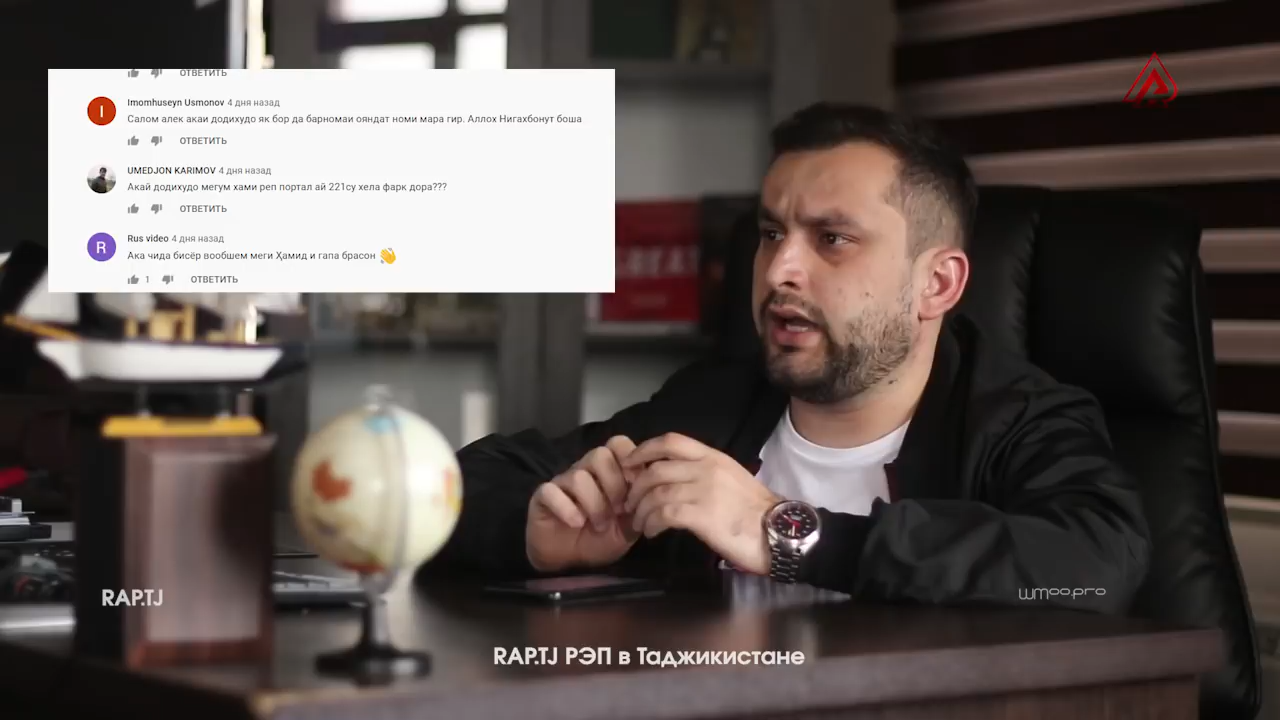 ОТВЕТИТЬ
Imomhuseyn Usmonov 4 дня назад
Салом алек акаи додихудо як бор да барномаи ояндат номи мара гир. Аллох Нигахбонут боша
ОТВЕТИТЬ
UMEDJON KARIMOV 4 дня назад
Акай додихудо мегум хами реп портал ай 221су хела фарк дора???
ОТВЕТИТЬ
R
Rus video 4 дня назад
Ака чида бисёр вообшем меги Ҳамид и гапа брасон 👋
1 ОТВЕТИТЬ
GREAT
RAP.TJ
wmoo.pro
RAP.TJ РЭП в Таджикистане